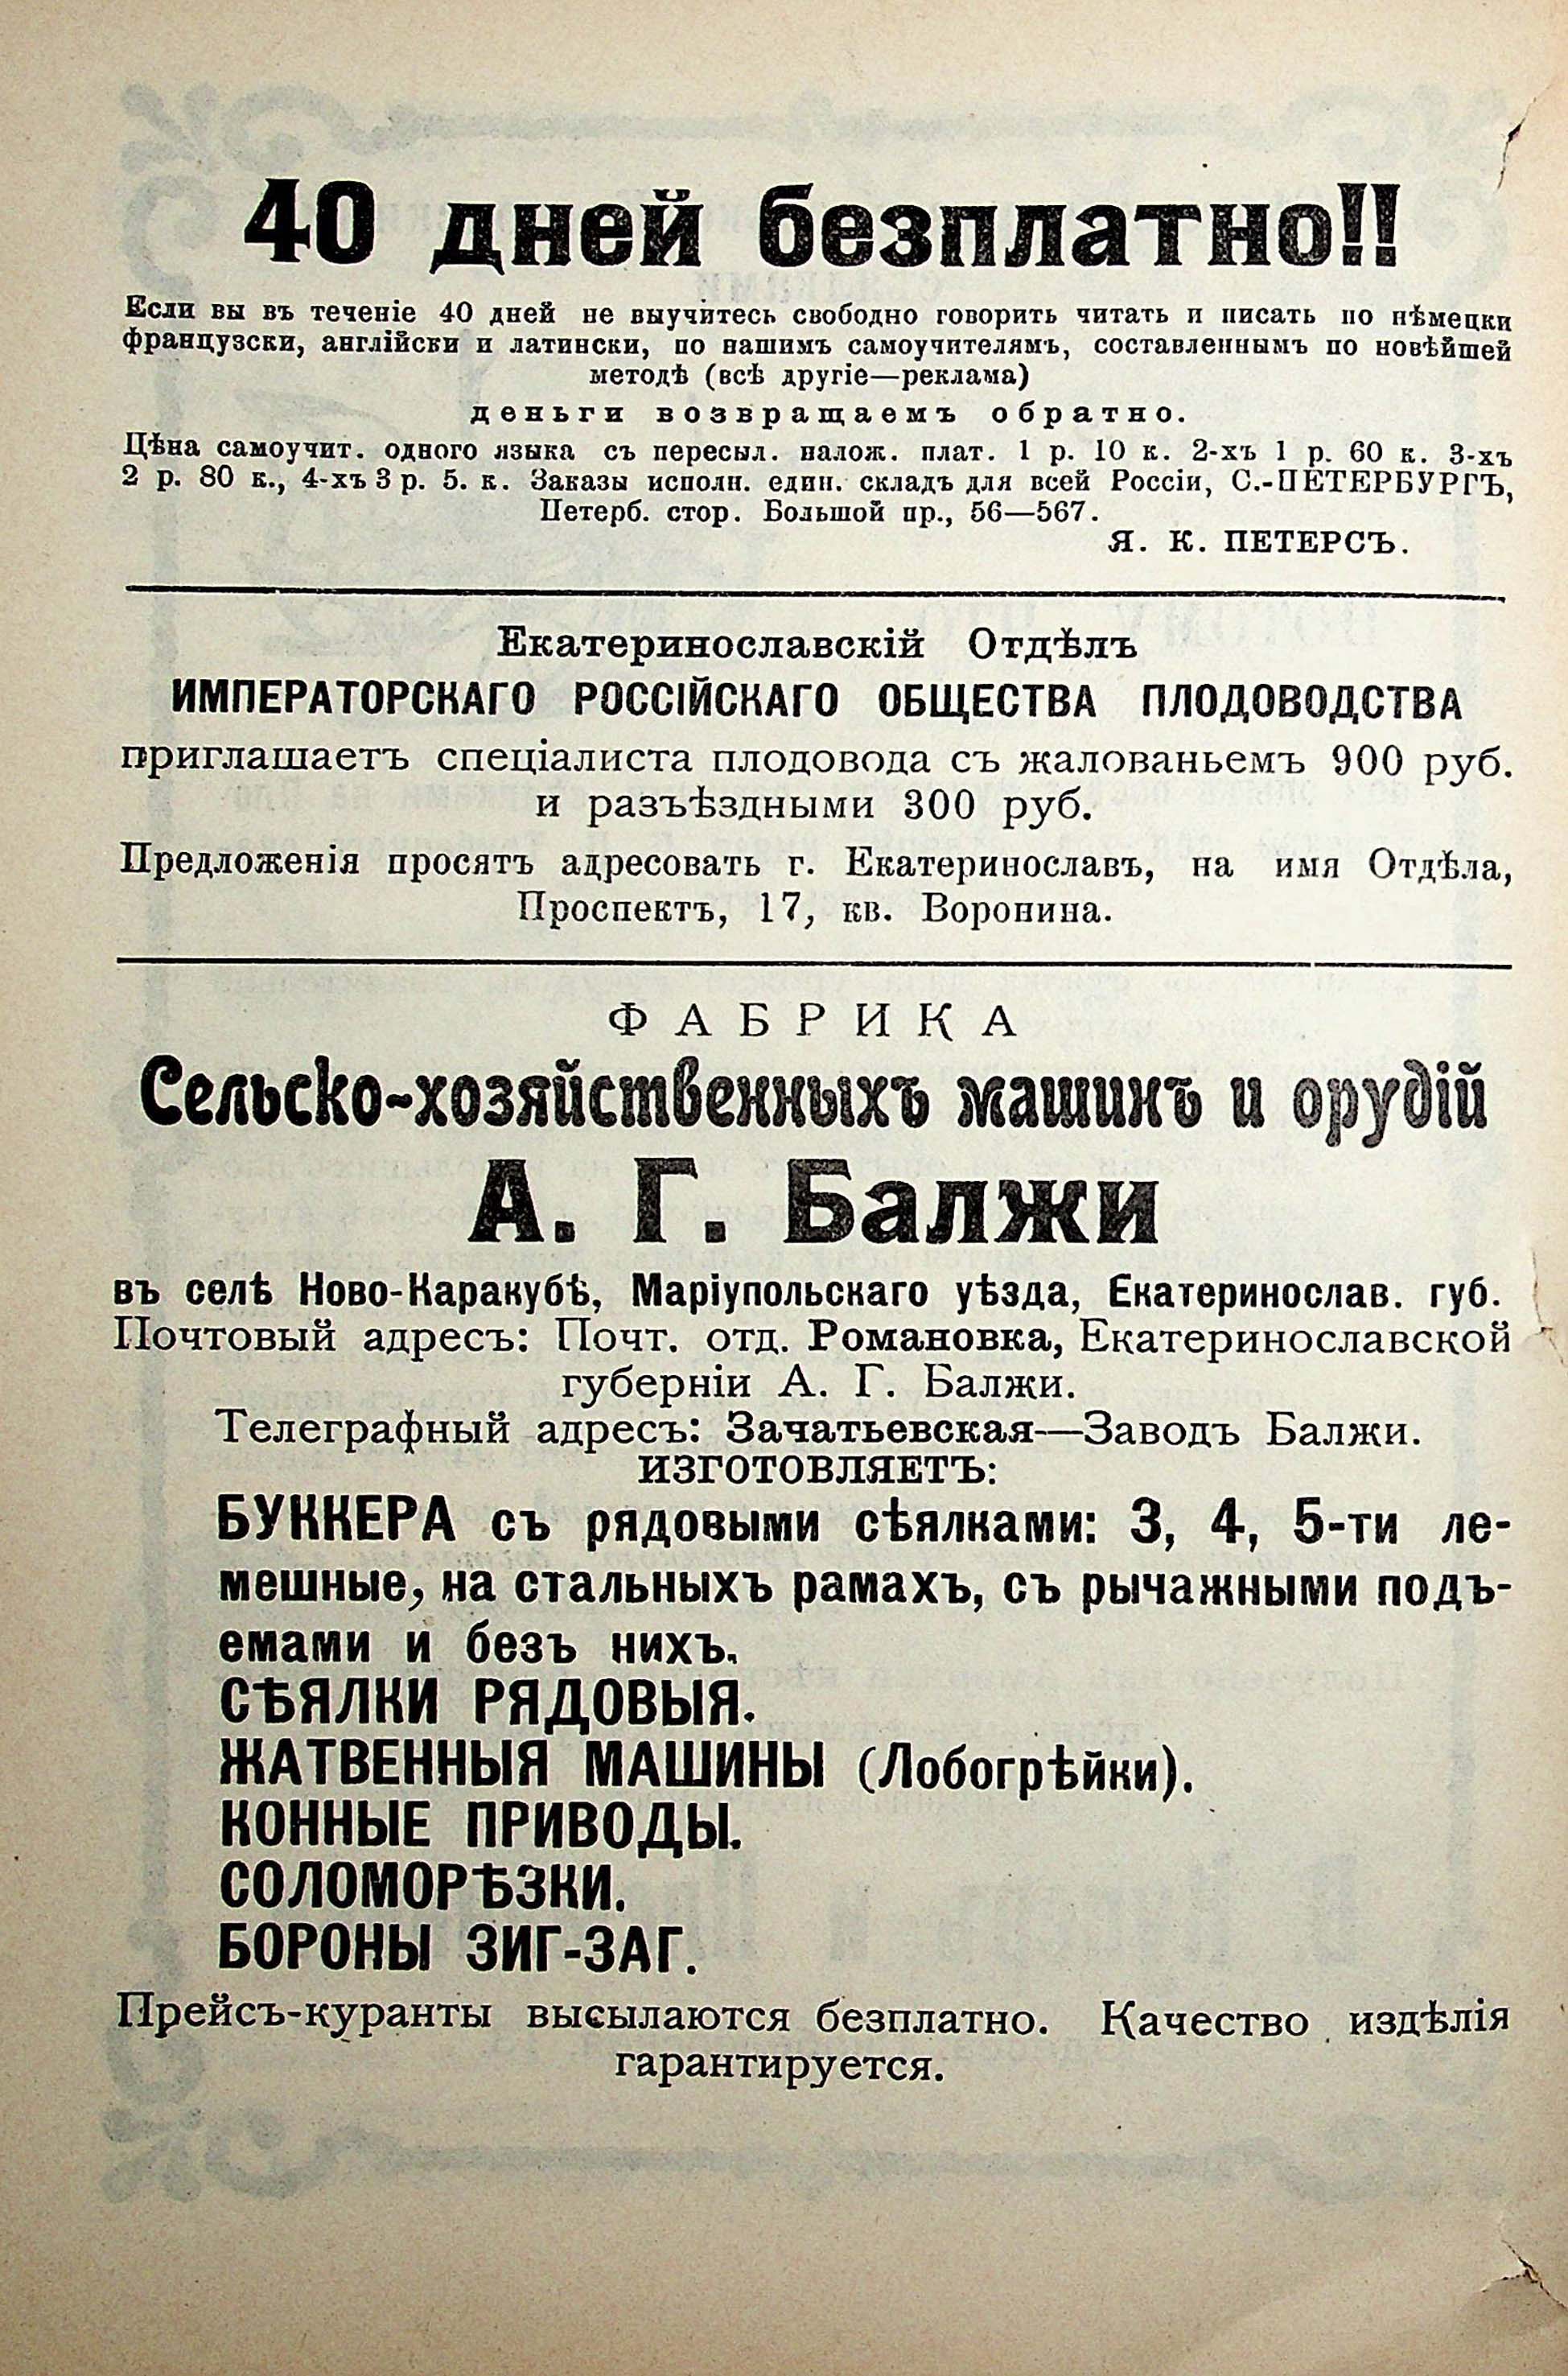 40 дней безплатно!!
Если вы въ теченіе 40 дней не выучитесь свободно говорить читать и писать по нѣмецки
французски, англійски и латински, по нашимъ самоучителямъ, составленнымъ по новѣйшей
методѣ (всѣ другіе—реклама)
деньги возвращаемъ обратно.
Цѣна самоучит. одного языка съ пересыл. налож. плат. 1 р. 10 к. 2-хъ 1 р. 60 к. 3-хъ
2 р. 80 к., 4-хъ 3 р. 5. к. Заказы исполн. един. складъ для всей Россіи, С.-ПЕТЕРБУРГЪ,
Петерб. стор. Большой пр., 56—567.
Я. К. ПЕТЕРСЪ.
Екатеринославскій Отдѣлъ
ИМПЕРАТОРСКАГО РОССІЙСКАГО ОБЩЕСТВА ПЛОДОВОДСТВА
приглашаетъ спеціалиста плодовода съ жалованьемъ 900 руб.
и разъѣздными 300 руб.
Предложенія просятъ адресовать г. Екатеринославъ, на имя Отдѣла,
Проспектъ, 17, кв. Воронина.
ФАБРИКА
Сельско-хозяйственныхъ машинъ и орудій
А. Г. Балжи
въ селѣ Ново-Каракубѣ, Маріупольскаго уѣзда, Екатеринослав. губ.
Почтовый адресъ: Почт. отд. Романовка, Екатеринославской
губерніи А. Г. Балжи.
Телеграфный адресъ: Зачатьевская—Заводъ Балжи.
ИЗГОТОВЛЯЕТЪ:
БУККЕРА съ рядовыми сѣялками: 3, 4, 5-ти ле-
мешные, на стальныхъ рамахъ, съ рычажными подъ-
емами и безъ нихъ.
СѢЯЛКИ РЯДОВЫЯ.
ЖАТВЕННЫЯ МАШИНЫ (Лобогрѣйки).
КОННЫЕ ПРИВОДЫ.
СОЛОМОРѢЗКИ.
БОРОНЫ ЗИГ-ЗАГ.
Прейсъ-куранты высылаются безплатно. Качество издѣлія
гарантируется.